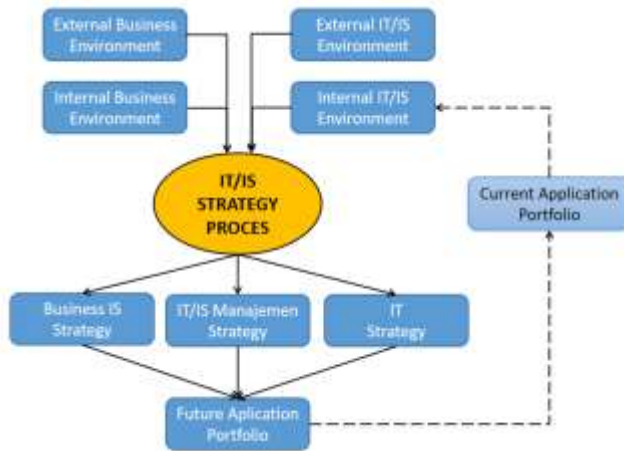 External Business
Environment
External IT/IS
Environment
Internal Business
Environment
Internal IT/IS
Environment
IT/IS
STRATEGY
PROCES
Current Application
Portfolio
Business IS
Strategy
IT/IS Manajemen
Strategy
IT
Strategy
Future Aplication
Portfolio